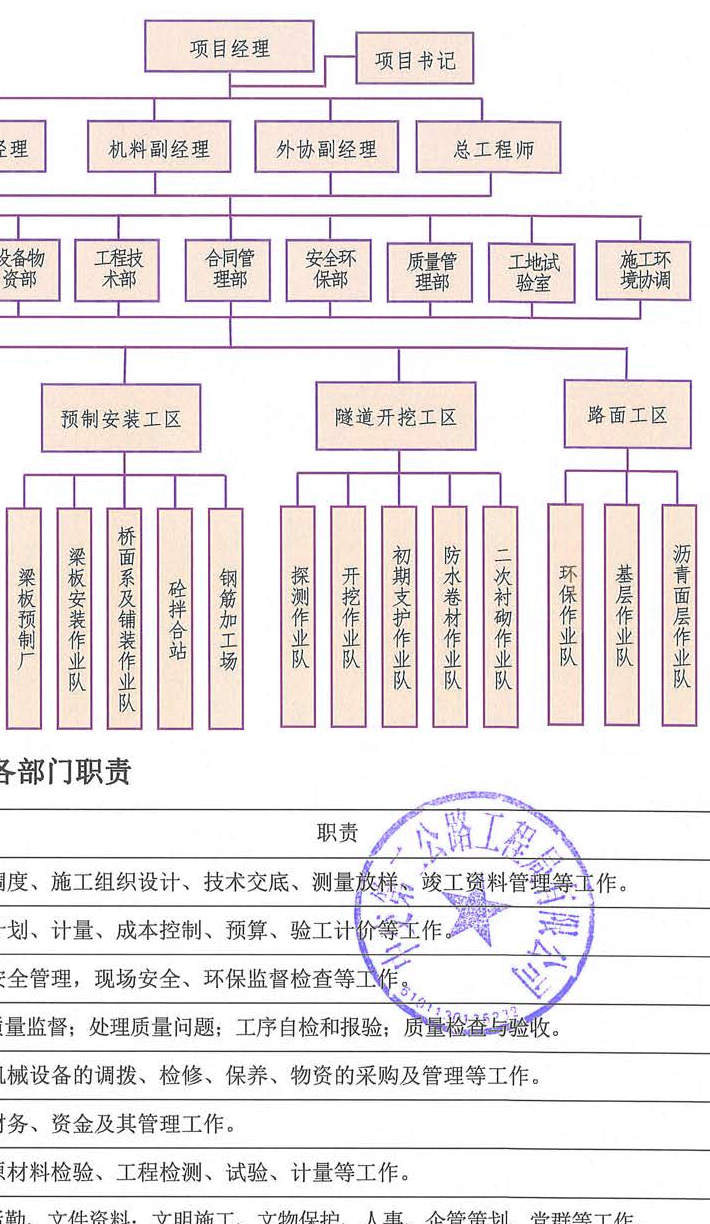 项目经理
项目书记
经理
机料副经理
外协副经理
总工程师
设备物
资部
工程技
术部
合同管
理部
安全环
保部
质量管
理部
工地试
验室
施工环
境协调
预制安装工区
隧道开挖工区
路面工区
梁板预制厂
梁板安装作业队
桥面系及铺装作业队
砼拌合站
钢筋加工场
探测作业队
开挖作业队
初期支护作业队
防水卷材作业队
二次衬砌作业队
环保作业队
基层作业队
沥青面层作业队
各部门职责
职责
调度、施工组织设计、技术交底、测量放样、竣工资料管理等工作。
计划、计量、成本控制、预算、验工计价等工作。
安全管理，现场安全、环保监督检查等工作。
质量监督；处理质量问题；工序自检和报验；质量检查与验收。
机械设备的调拨、检修、保养、物资的采购及管理等工作。
财务、资金及其管理工作。
原材料检验、工程检测、试验、计量等工作。
后勤、文件资料；文明施工、文物保护、人事、企管策划、党群等工作
中交第二公路工程局有限公司